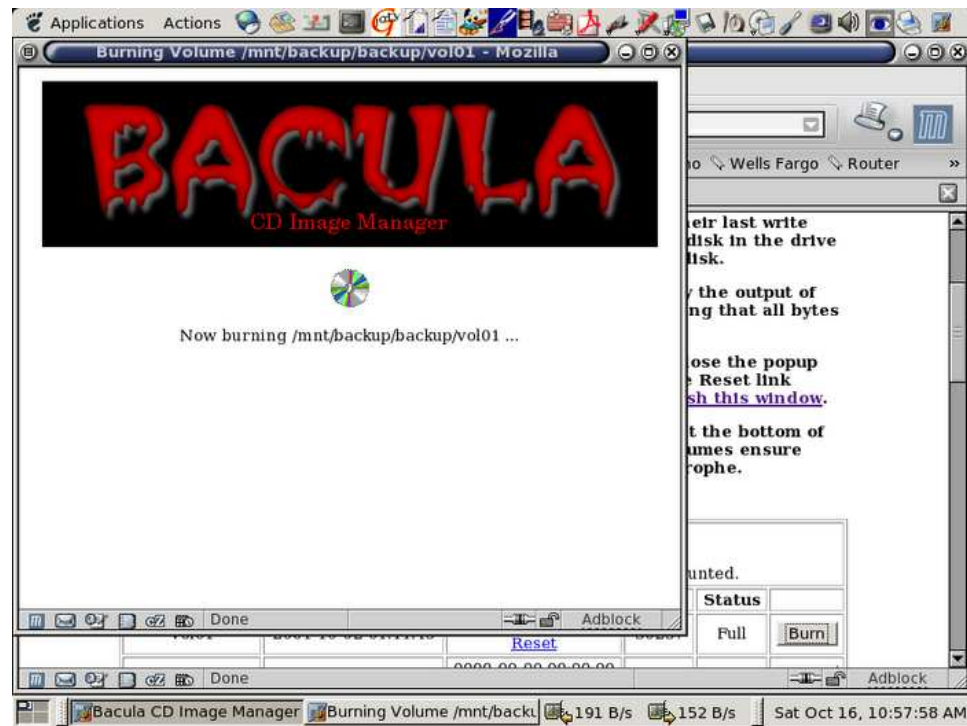 Applications Actions
Burning Volume /mnt/backup/backup/vol01 - Mozilla
BACULA
CD Image Manager
Now burning /mnt/backup/backup/vol01 ...
Done
Adblock
Wells Fargo Router »
eir last write
disk in the drive
disk.
the output of
ng that all bytes
ose the popup
Reset link
sh this window.
t the bottom of
umes ensure
rophe.
unted.
Status
Reset
Full
Burn
Done
Adblock
Bacula CD Image Manager
Burning Volume /mnt/backu
191 B/s
152 B/s
Sat Oct 16, 10:57:58 AM